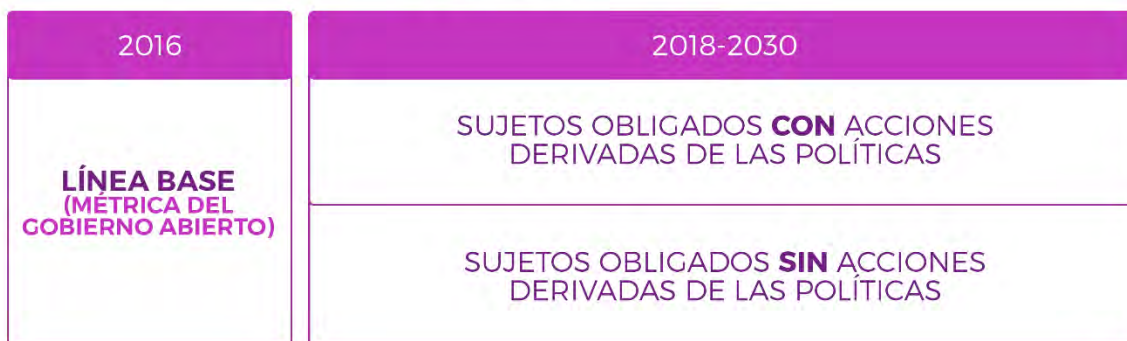 2016
LÍNEA BASE
(MÉTRICA DEL
GOBIERNO ABIERTO)
2018-2030
SUJETOS OBLIGADOS CON ACCIONES
DERIVADAS DE LAS POLÍTICAS
SUJETOS OBLIGADOS SIN ACCIONES
DERIVADAS DE LAS POLÍTICAS